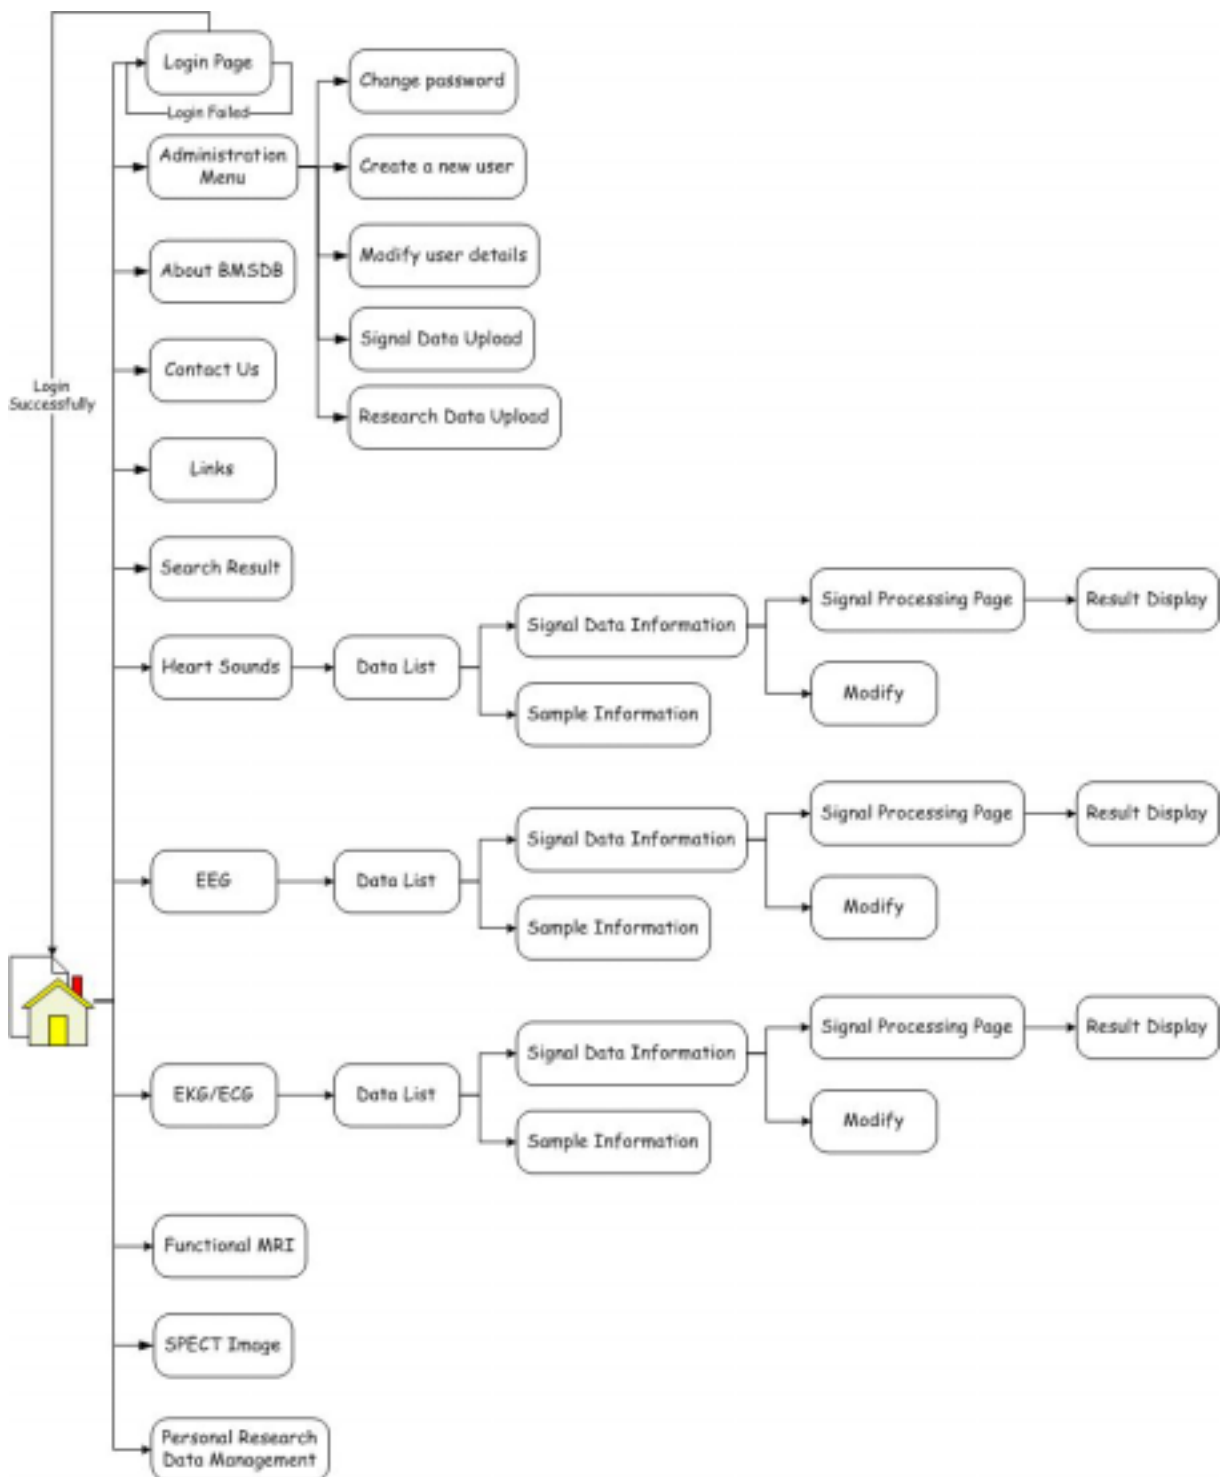 Login Page
Login Failed
Change password
Administration
Menu
Create a new user
About BMSDB
Modify user details
Signal Data Upload
Contact Us
Login
Successfully
Research Data Upload
Links
Search Result
Heart Sounds
Data List
Signal Data Information
Sample Information
Signal Processing Page
Result Display
Modify
EEG
Data List
Signal Data Information
Sample Information
Signal Processing Page
Result Display
Modify
EKG/ECG
Data List
Signal Data Information
Sample Information
Signal Processing Page
Result Display
Modify
Functional MRI
SPECT Image
Personal Research
Data Management